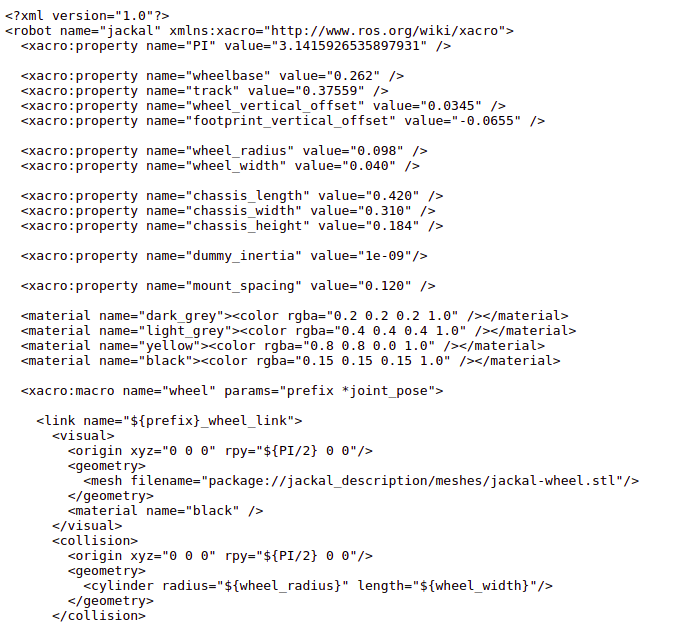 <?xml version="1.0"?>
<robot name="jackal" xmlns:xacro="http://www.ros.org/wiki/xacro">
  <xacro:property name="PI" value="3.1415926535897931" />

  <xacro:property name="wheelbase" value="0.262" />
  <xacro:property name="track" value="0.37559" />
  <xacro:property name="wheel_vertical_offset" value="0.0345" />
  <xacro:property name="footprint_vertical_offset" value="-0.0655" />

  <xacro:property name="wheel_radius" value="0.098" />
  <xacro:property name="wheel_width" value="0.040" />

  <xacro:property name="chassis_length" value="0.420" />
  <xacro:property name="chassis_width" value="0.310" />
  <xacro:property name="chassis_height" value="0.184" />

  <xacro:property name="dummy_inertia" value="1e-09"/>

  <xacro:property name="mount_spacing" value="0.120" />

  <material name="dark_grey"><color rgba="0.2 0.2 0.2 1.0" /></material>
  <material name="light_grey"><color rgba="0.4 0.4 0.4 1.0" /></material>
  <material name="yellow"><color rgba="0.8 0.8 0.0 1.0" /></material>
  <material name="black"><color rgba="0.15 0.15 0.15 1.0" /></material>

  <xacro:macro name="wheel" params="prefix *joint_pose">

    <link name="${prefix}_wheel_link">
      <visual>
        <origin xyz="0 0 0" rpy="${PI/2} 0 0"/>
        <geometry>
          <mesh filename="package://jackal_description/meshes/jackal-wheel.stl"/>
        </geometry>
        <material name="black" />
      </visual>
      <collision>
        <origin xyz="0 0 0" rpy="${PI/2} 0 0"/>
        <geometry>
          <cylinder radius="${wheel_radius}" length="${wheel_width}"/>
        </geometry>
      </collision>